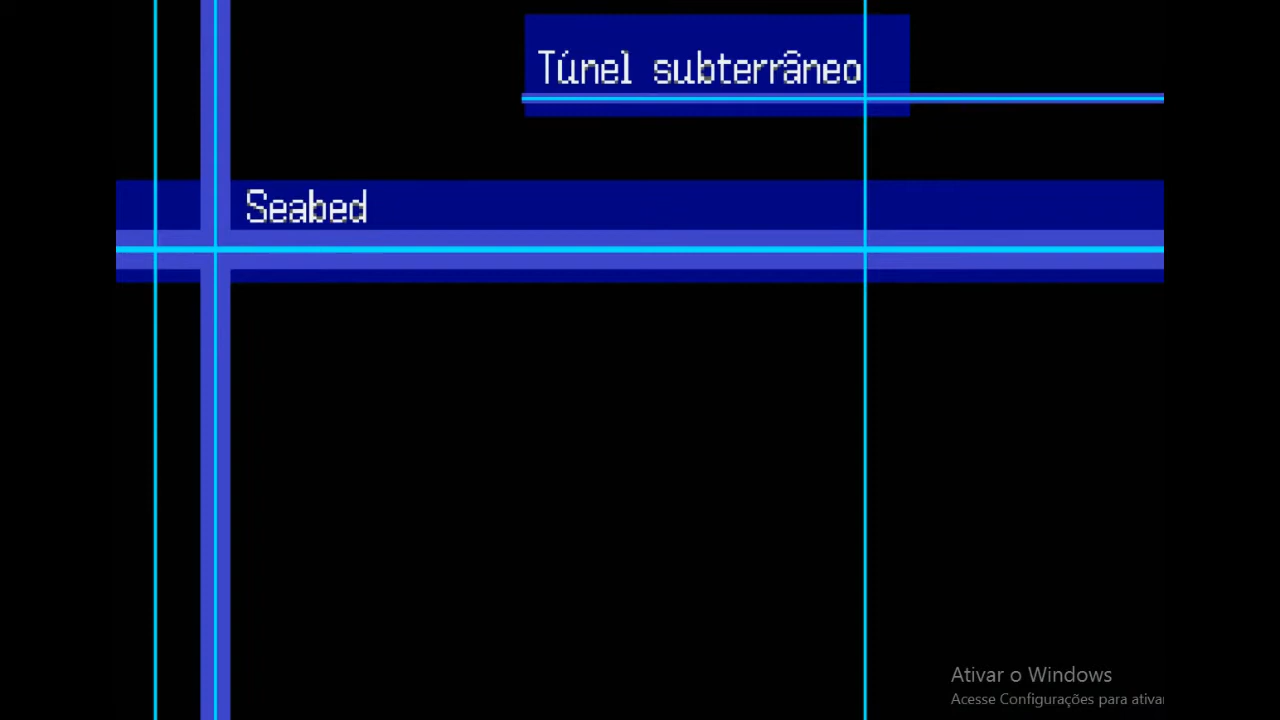 Túnel subterrâneo
Seabed
Ativar o Windows
Acesse Configurações para ativar